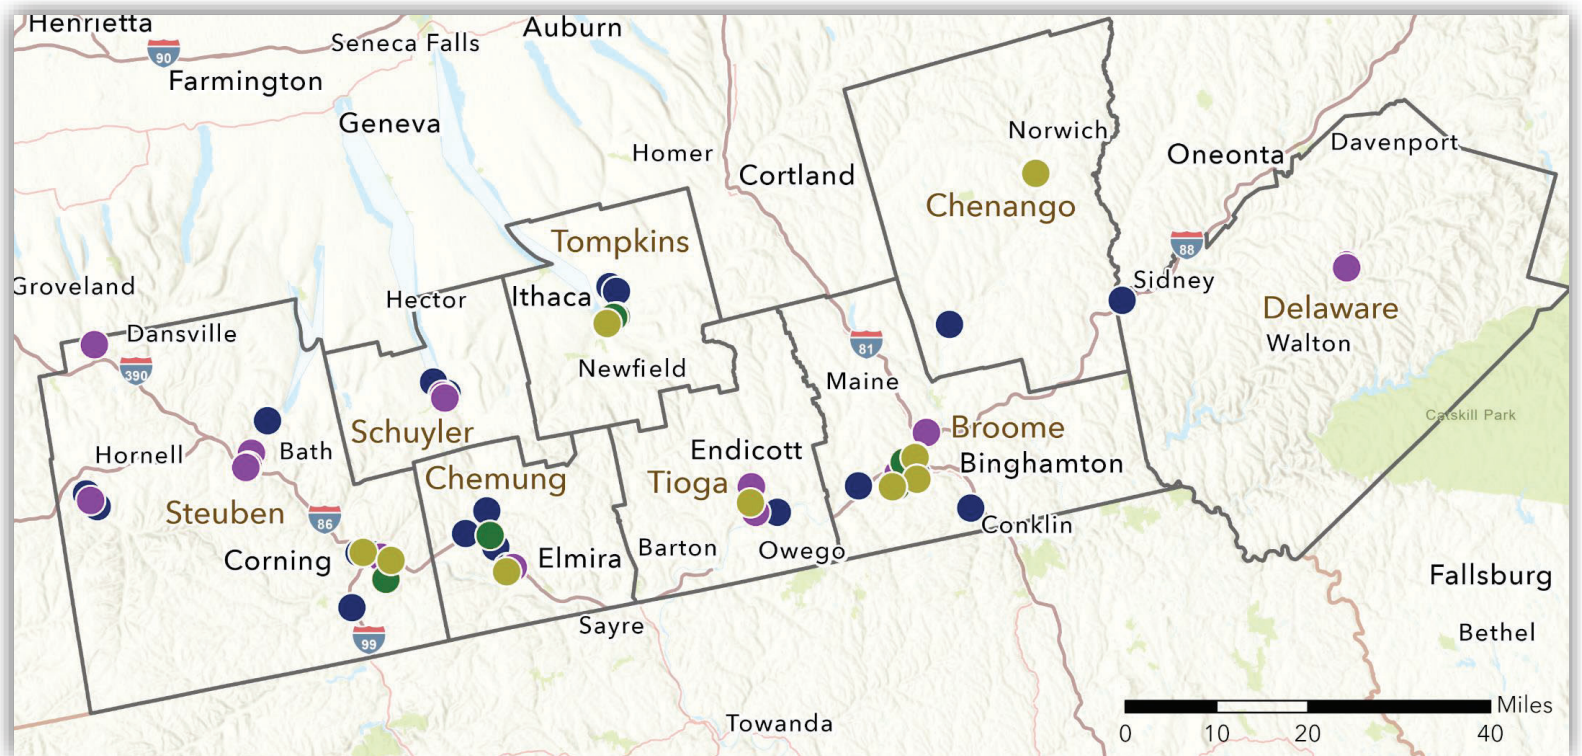 Henrietta
Auburn
Seneca Falls
90
Farmington
Geneva
Norwich
Davenport
Homer
Oneonta
Cortland
Chenango
Tompkins
88
Sidney
Groveland
Hector
Ithaca
Delaware
Dansville
81
Walton
390
Newfield
Maine
Catskill Park
Schuyler
Broome
Hornell
Bath
Endicott
Binghamton
Chemung
Tioga
Steuben
86
Conklin
Corning
Elmira
Barton
Owego
Fallsburg
Sayre
99
Bethel
Miles
Towanda
0 10 20 40